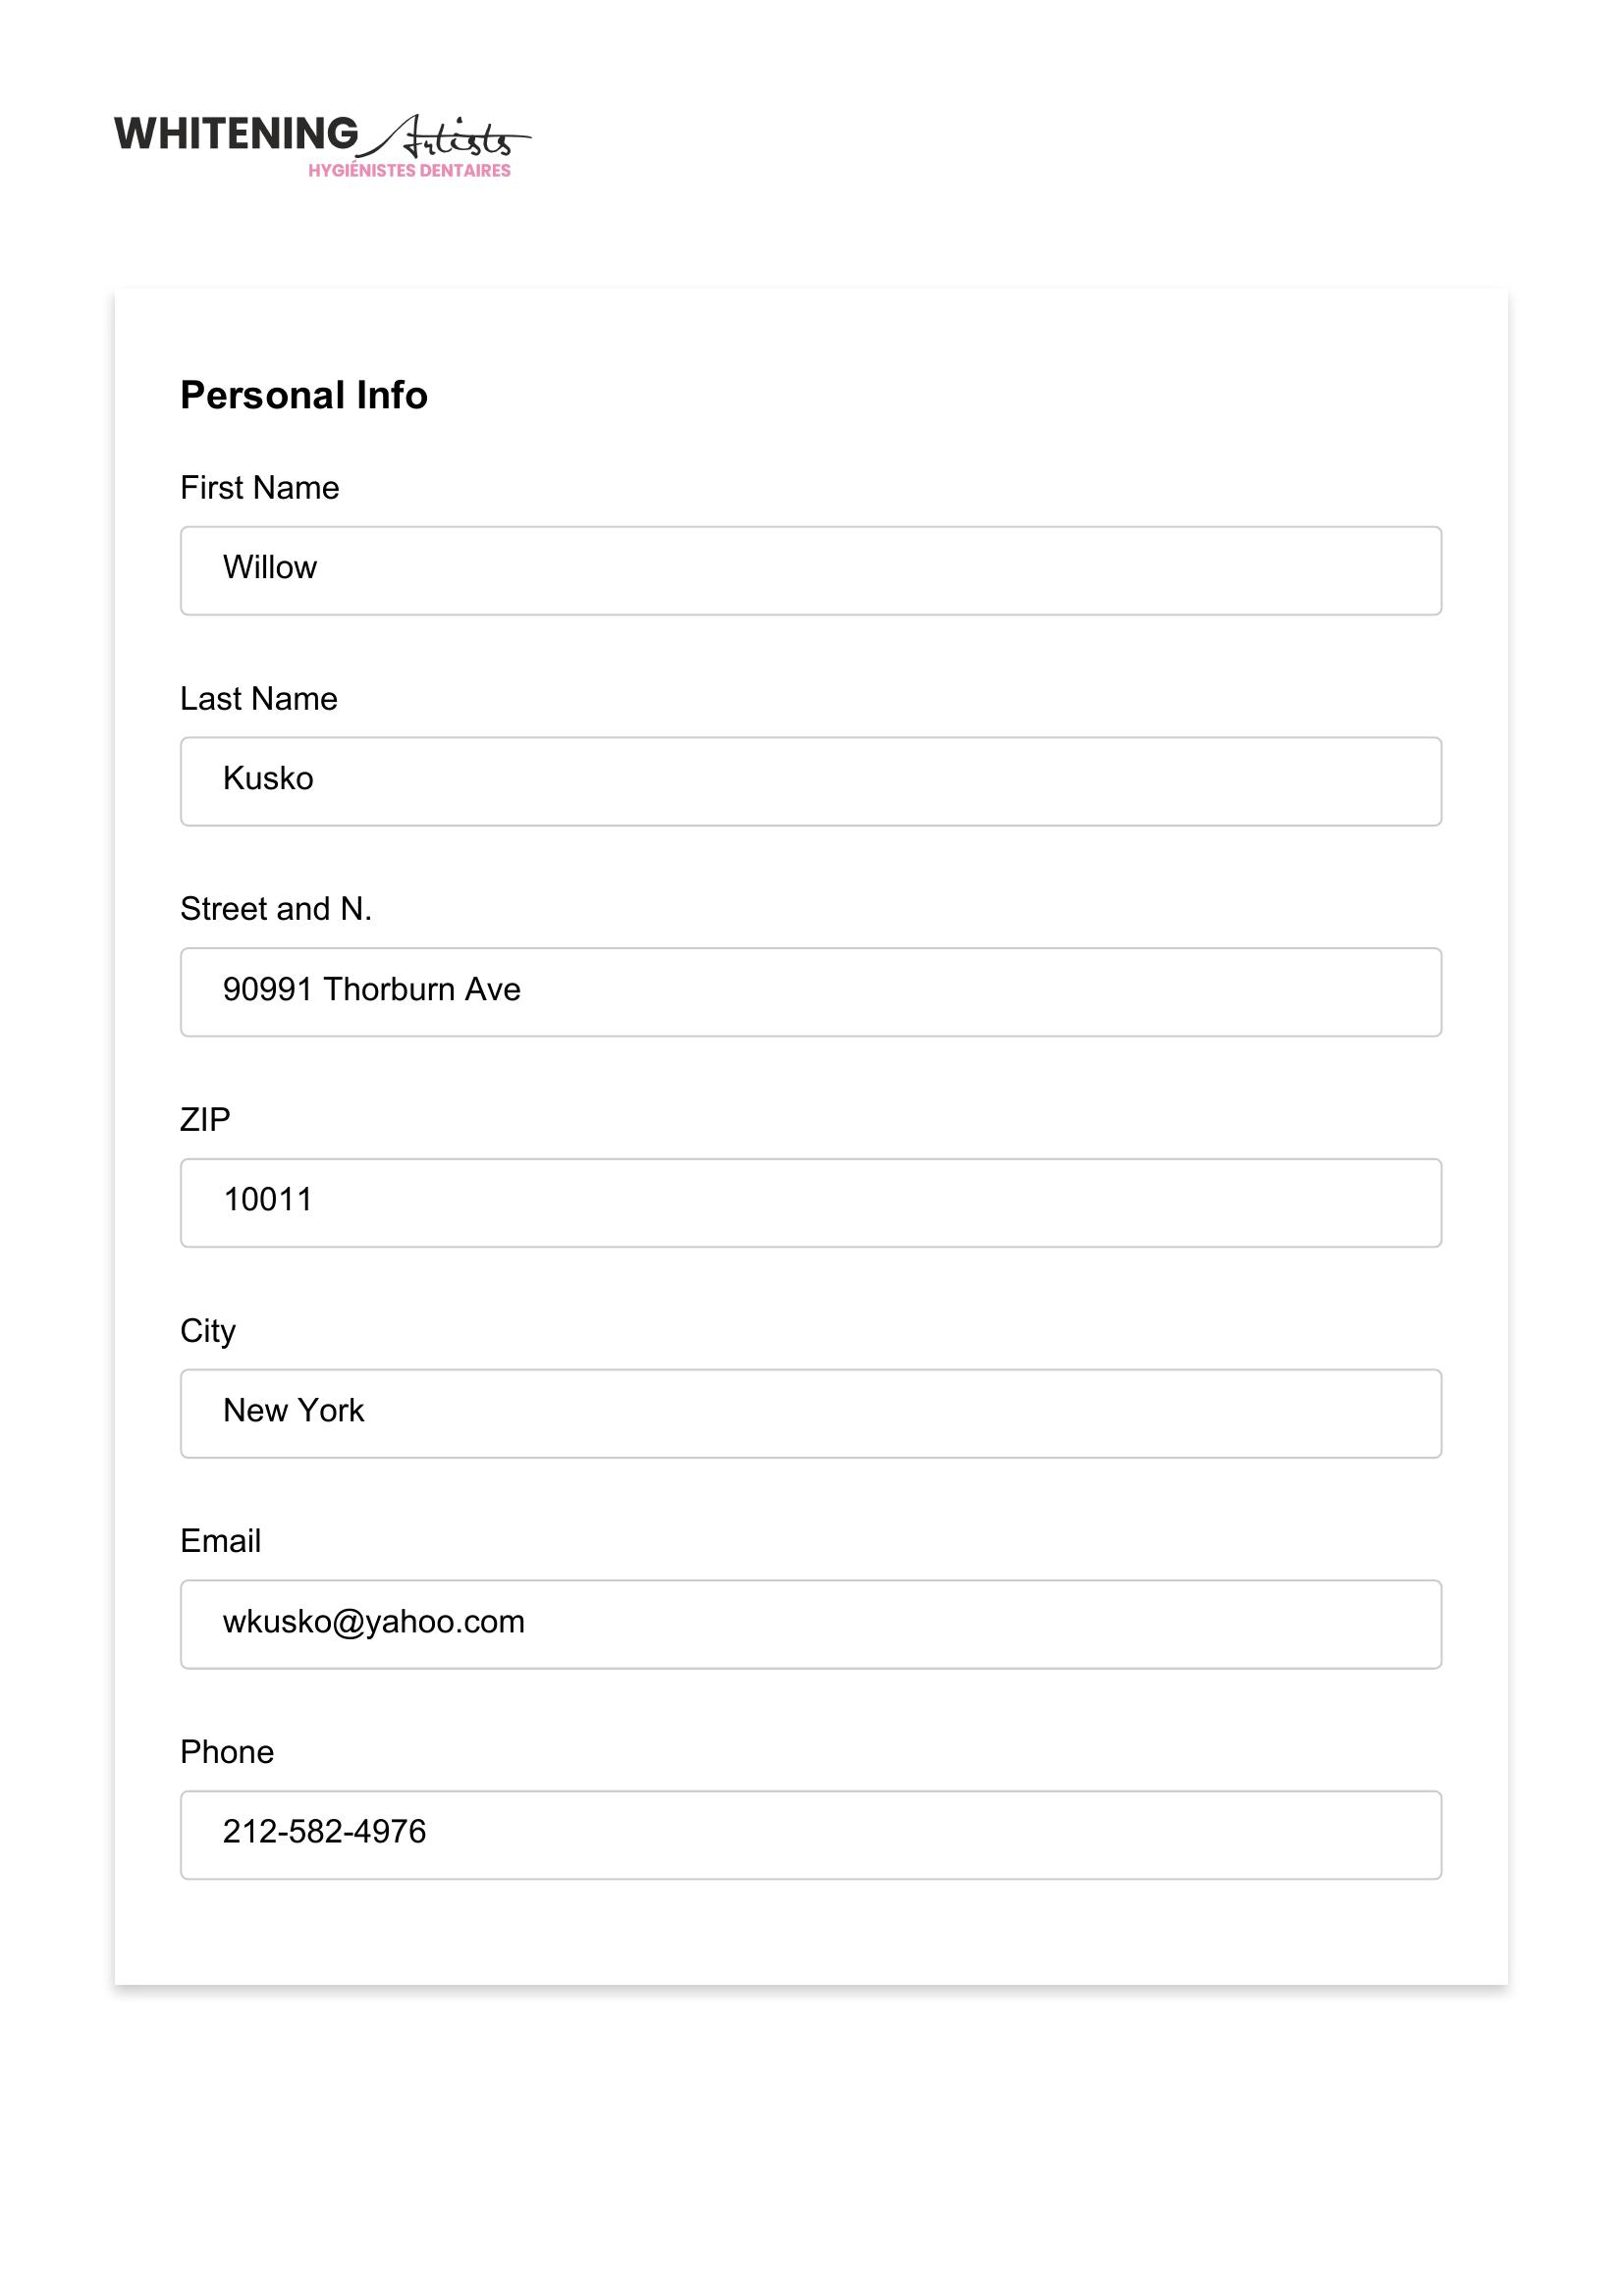 WHITENING Artists
HYGIÉNISTES DENTAIRES
Personal Info
First Name
Willow
Last Name
Kusko
Street and N.
90991 Thorburn Ave
ZIP
10011
City
New York
Email
wkusko@yahoo.com
Phone
212-582-4976